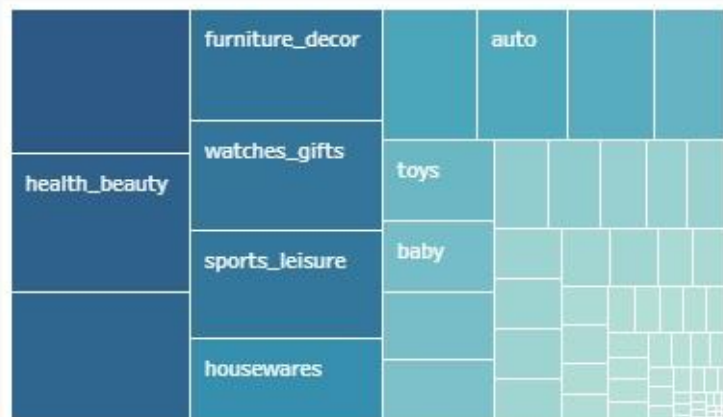 furniture_decor
auto
watches_gifts
toys
health_beauty
baby
sports_leisure
housewares